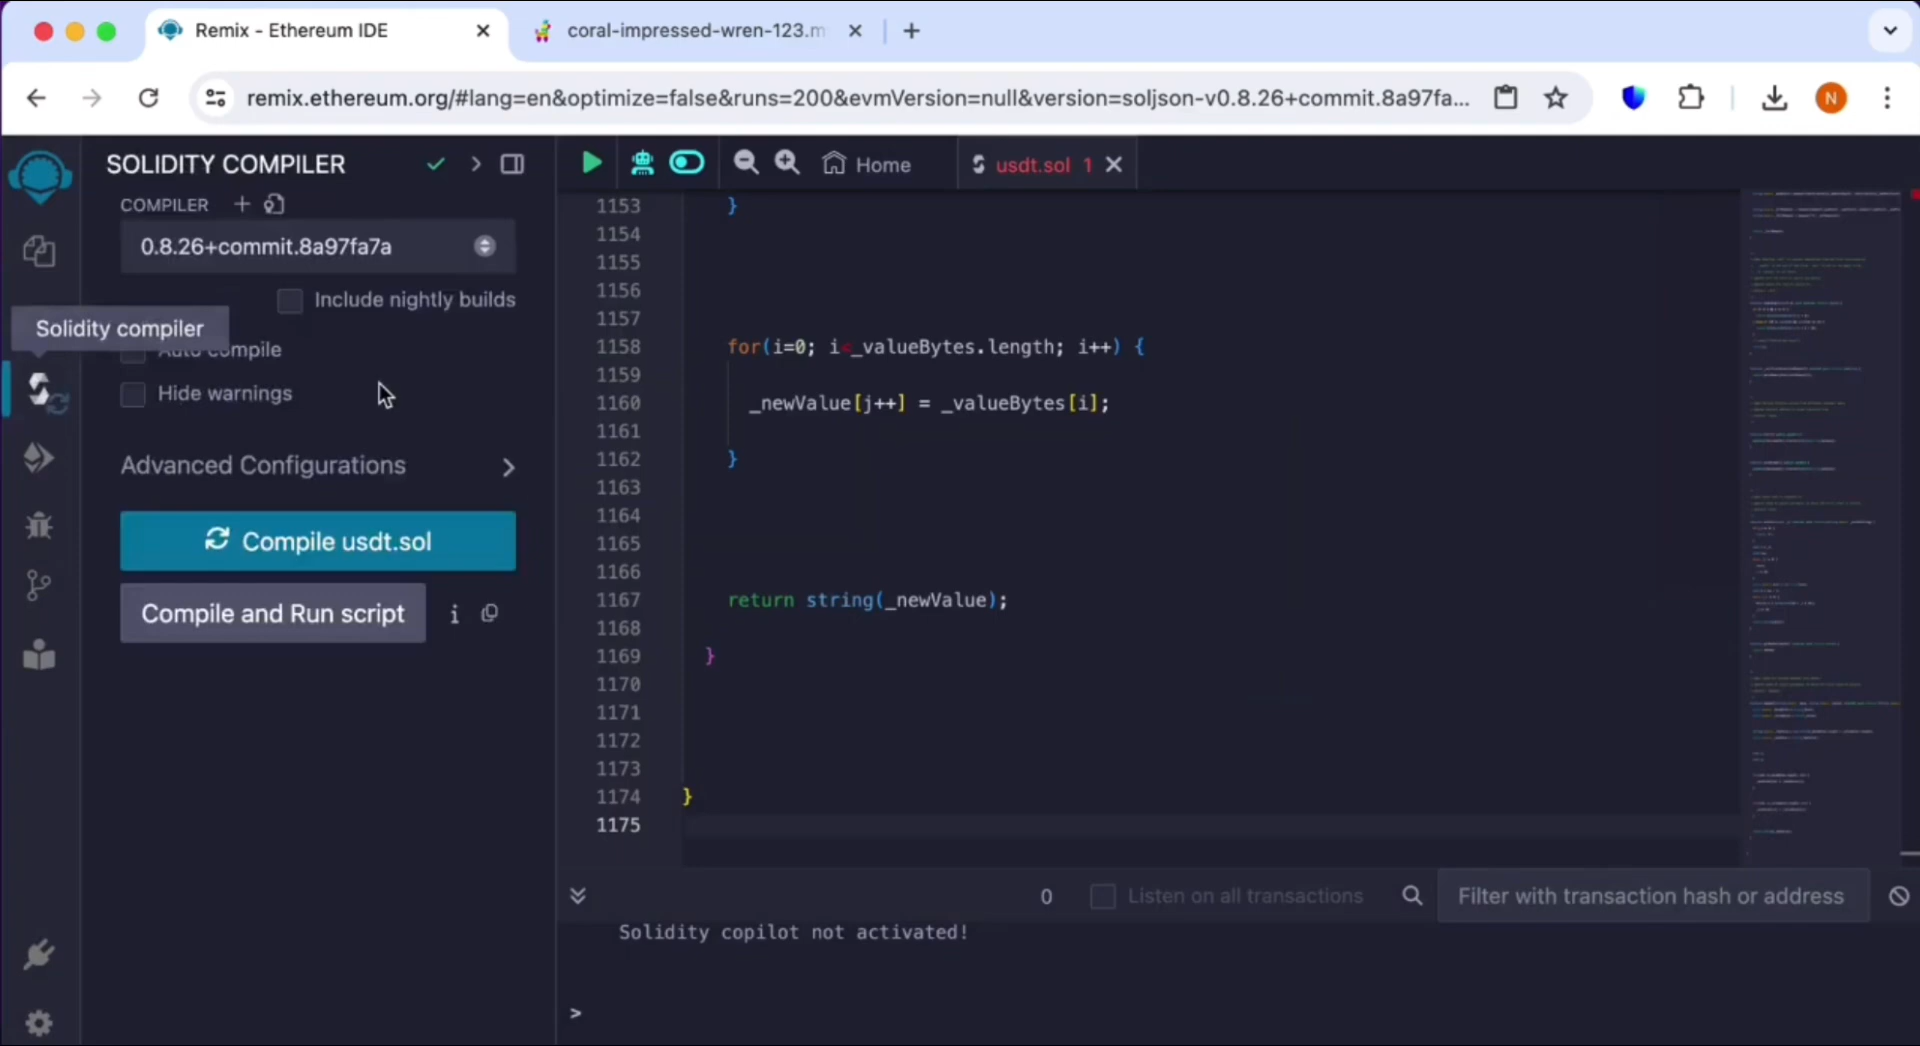 Remix - Ethereum IDE
coral-impressed-wren-123.m
remix.ethereum.org/#lang=en&optimize=false&runs=200&evmVersion=null&version=soljson-v0.8.26+commit.8a97fa...
N
SOLIDITY COMPILER
Home
usdt.sol 1
COMPILER
0.8.26+commit.8a97fa7a
Include nightly builds
Solidity compiler
Auto compile
Hide warnings
Advanced Configurations
Compile usdt.sol
Compile and Run script
1153 }
1154
1155
1156
1157
1158 for(i=0; i<_valueBytes.length; i++) {
1159
1160 _newValue[j++] = _valueBytes[i];
1161
1162 }
1163
1164
1165
1166
1167 return string(_newValue);
1168
1169 }
1170
1171
1172
1173
1174 }
1175
0 Listen on all transactions Filter with transaction hash or address
Solidity copilot not activated!
>